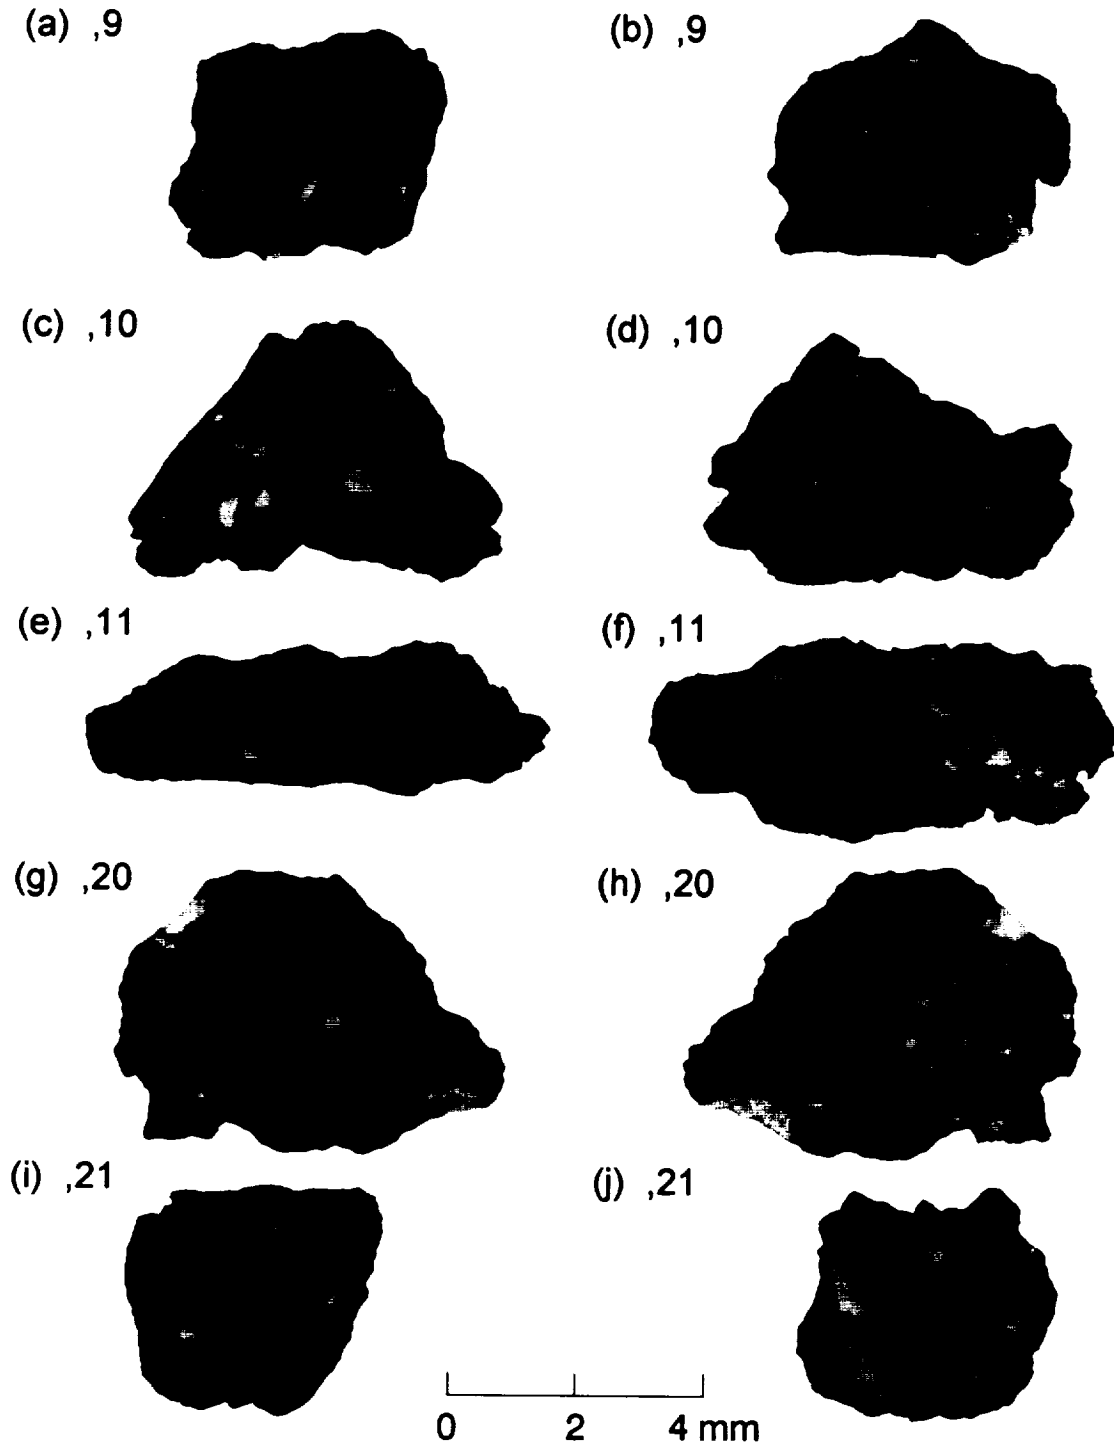 (a) ,9
(b) ,9
(c) ,10
(d) ,10
(e) ,11
(f) ,11
(g) ,20
(h) ,20
(i) ,21
(j) ,21
0 2 4 mm